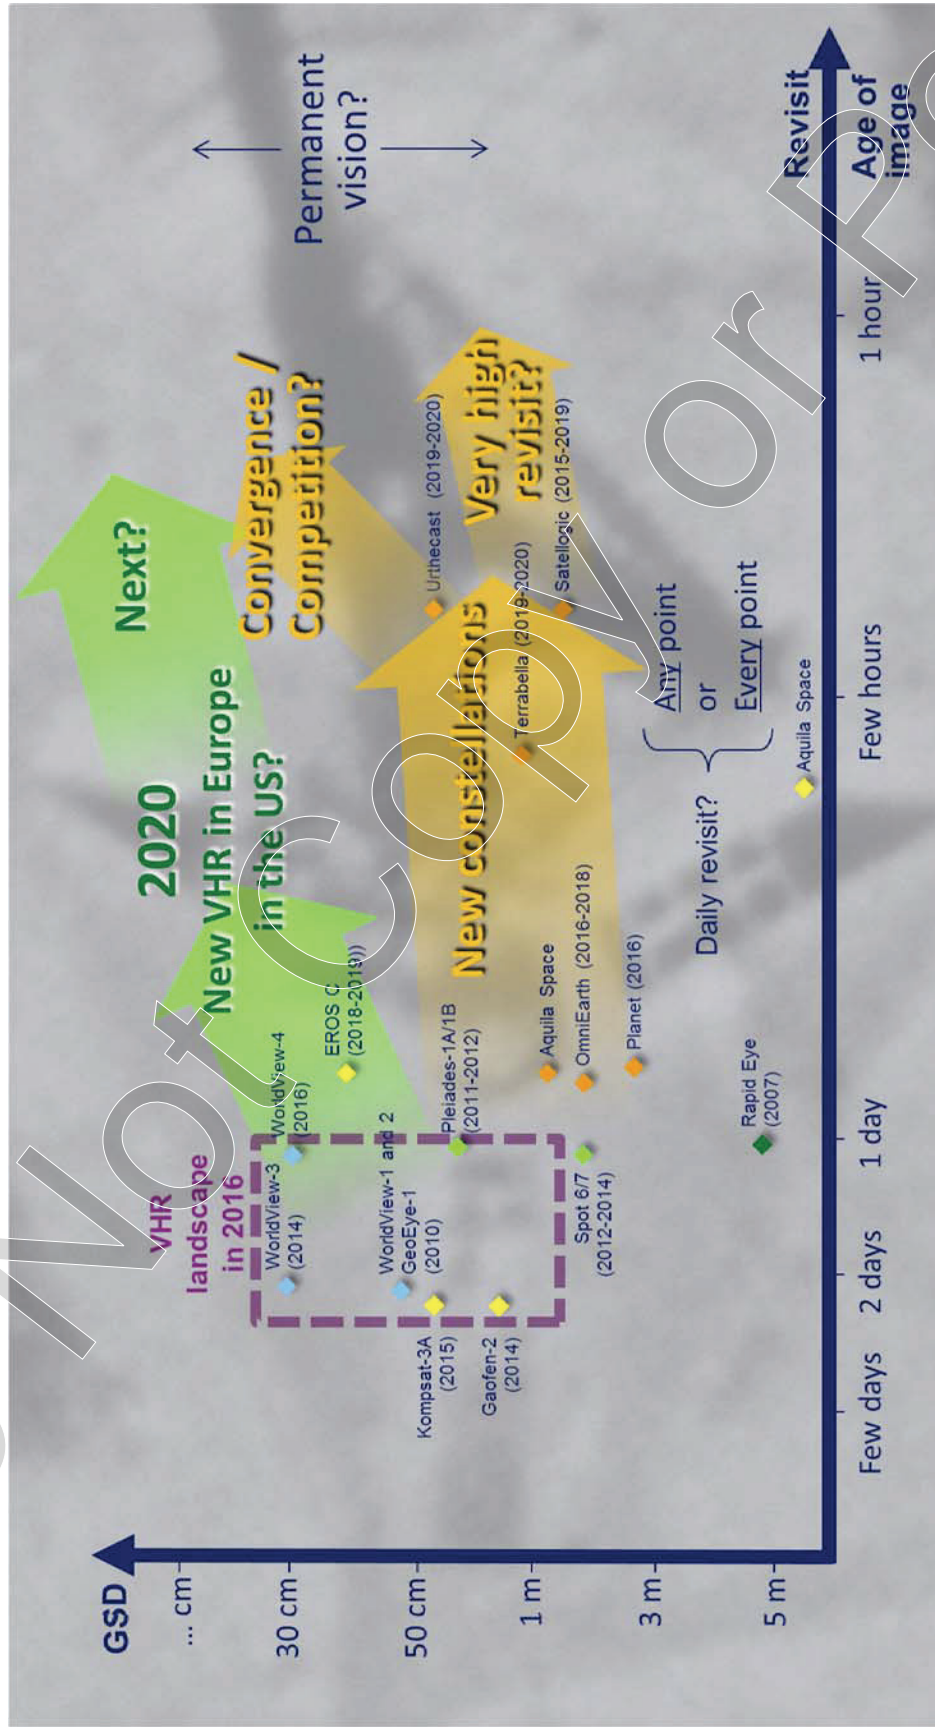 GSD
... cm
30 cm
50 cm
1 m
3 m
5 m
Few days
2 days
1 day
Few hours
1 hour
Revisit
Age of
image
VHR
landscape
in 2016
WorldView-3
(2014)
WorldView-4
(2016)
WorldView-1 and 2
GeoEye-1
(2010)
Kompsat-3A
(2015)
Gaofen-2
(2014)
Pleiades-1A/1B
(2011-2012)
EROS C
(2018-2019))
Spot 6/7
(2012-2014)
Rapid Eye
(2007)
Aquila Space
OmniEarth (2016-2018)
Planet (2016)
2020
New VHR in Europe
in the US?
Next?
New constellations
Convergence /
Competition?
Very high
revisit?
Urthecast (2019-2020)
Terrabella (2019-2020)
Satellogic (2015-2019)
Aquila Space
Daily revisit?
Any point
or
Every point
Permanent
vision?
Not Copy or